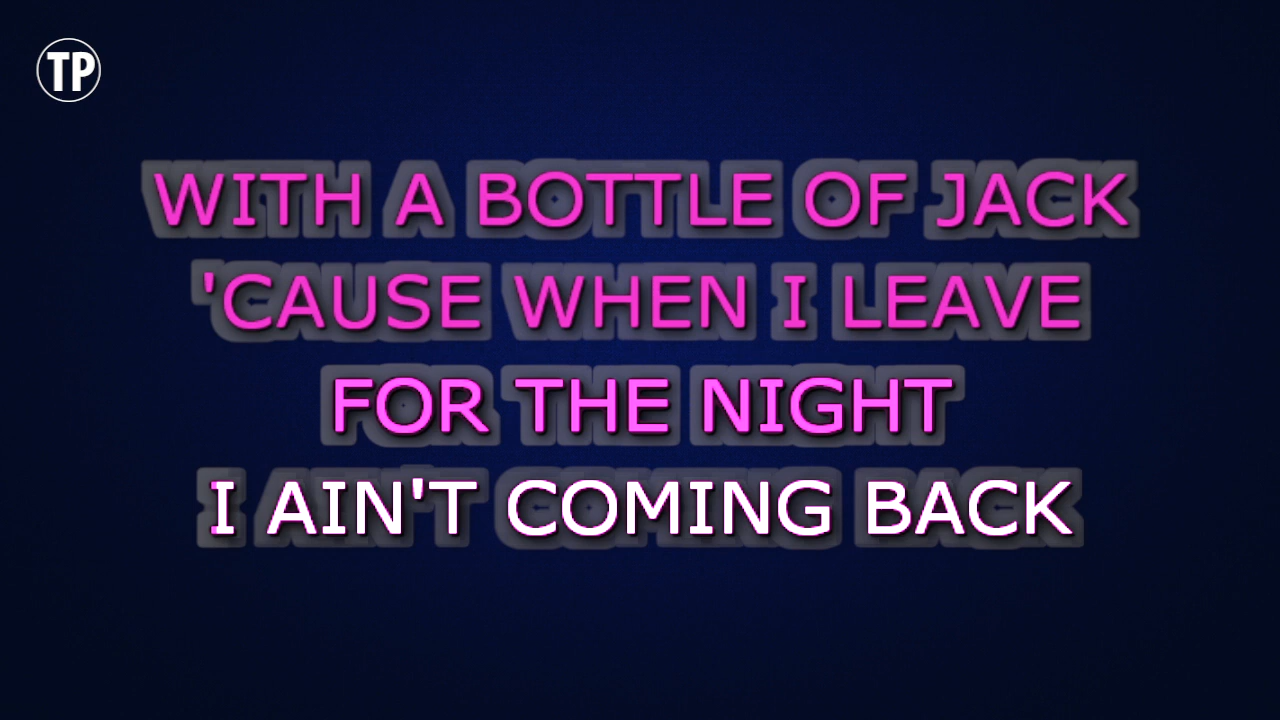 TP
WITH A BOTTLE OF JACK
'CAUSE WHEN I LEAVE
FOR THE NIGHT
I AIN'T COMING BACK